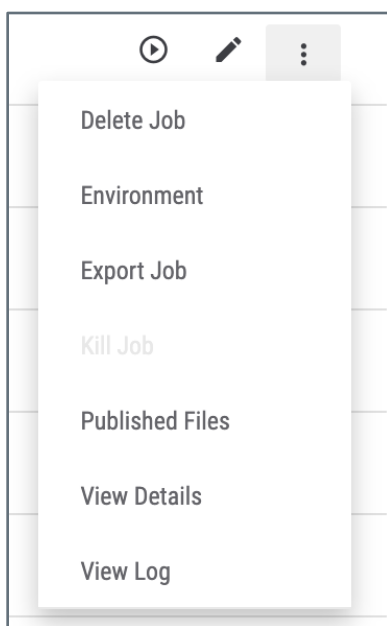 Delete Job
Environment
Export Job
Kill Job
Published Files
View Details
View Log